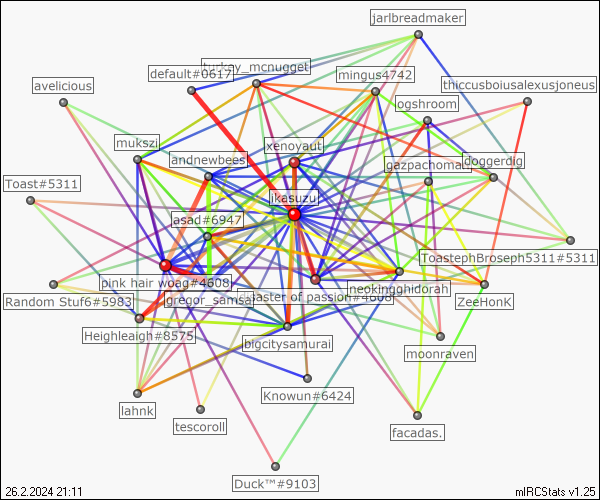 jarlbreadmaker
turkey_mcnugget
default#0617
mingus4742
avelicious
thiccusboiusalexusjoneus
ogshroom
mukszi
xenoyaut
andnewbees
gazpachomat
doggerdig
Toast#5311
ikasuzu
asad#6947
ToastephBroseph5311#5311
pink hair woag#4608
gregor_samsa
master of passion#4608
neokingghidorah
Random Stuf6#5983
ZeeHonK
Heighleaigh#8575
bigcitysamurai
moonraven
Knowun#6424
lahnk
tescoroll
facadas.
Duck™#9103
26.2.2024 21:11
mIRCStats v1.25